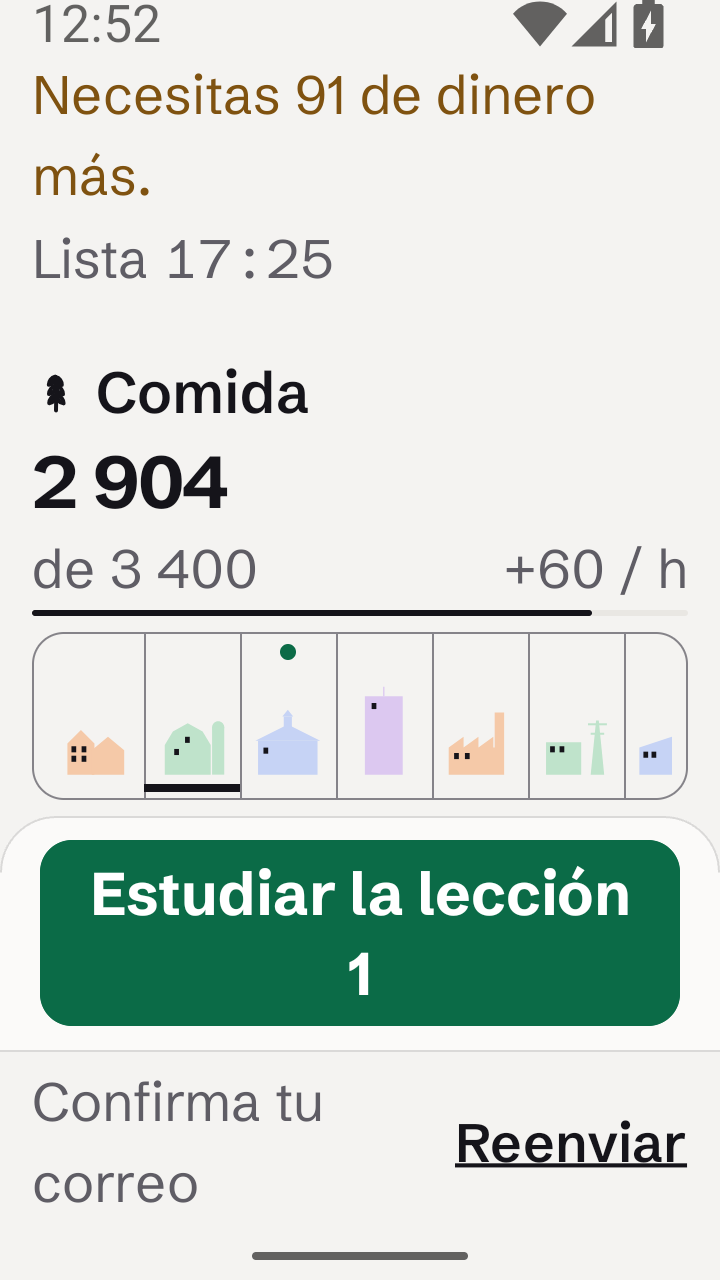 12:52
Necesitas 91 de dinero
más.
Lista 17:25
Comida
2 904
de 3 400 +60 / h
Estudiar la lección
1
Confirma tu
correo
Reenviar